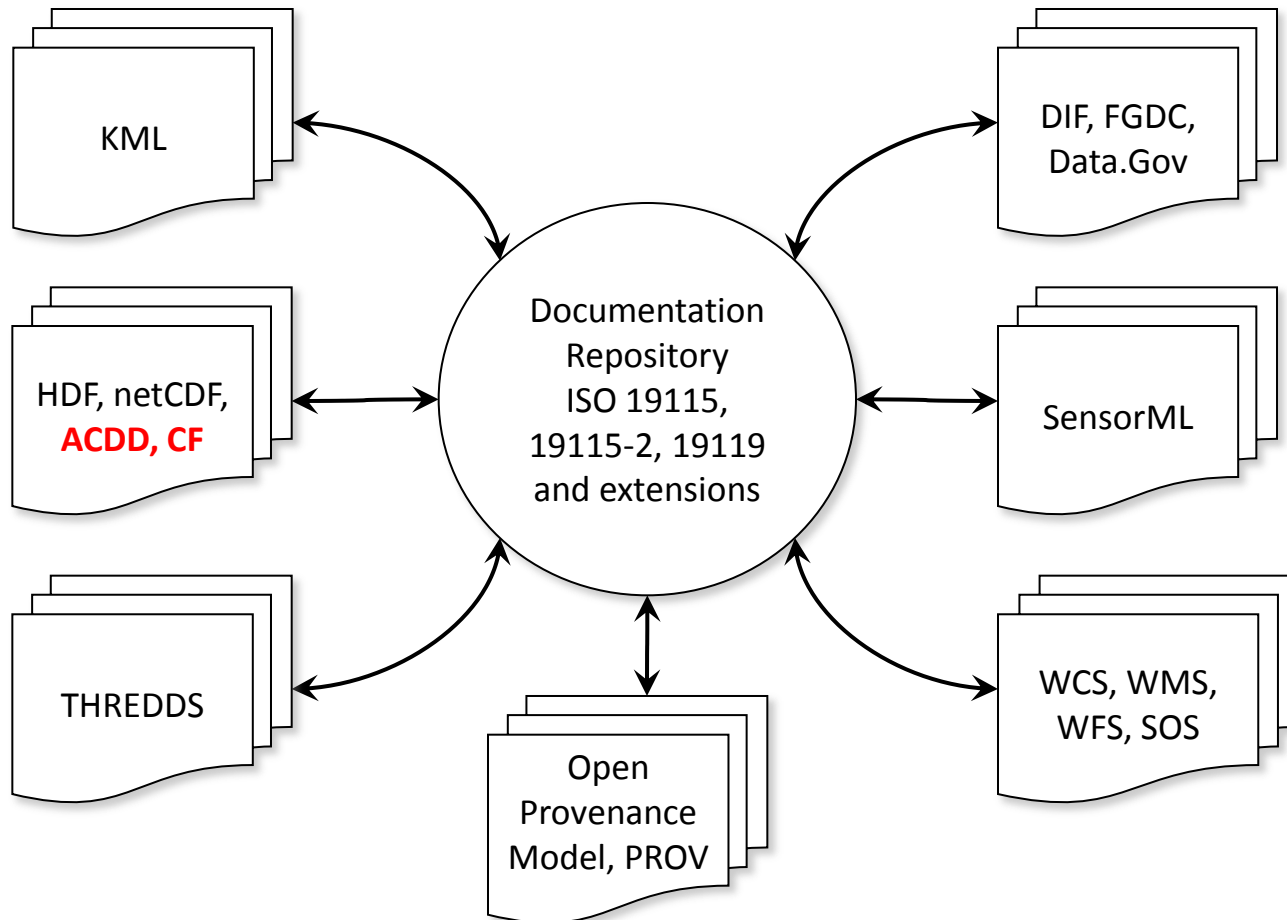 KML
DIF, FGDC,
Data.Gov
Documentation
Repository
ISO 19115,
19115-2, 19119
and extensions
HDF, netCDF,
ACDD, CF
SensorML
THREDDS
WCS, WMS,
WFS, SOS
Open
Provenance
Model, PROV